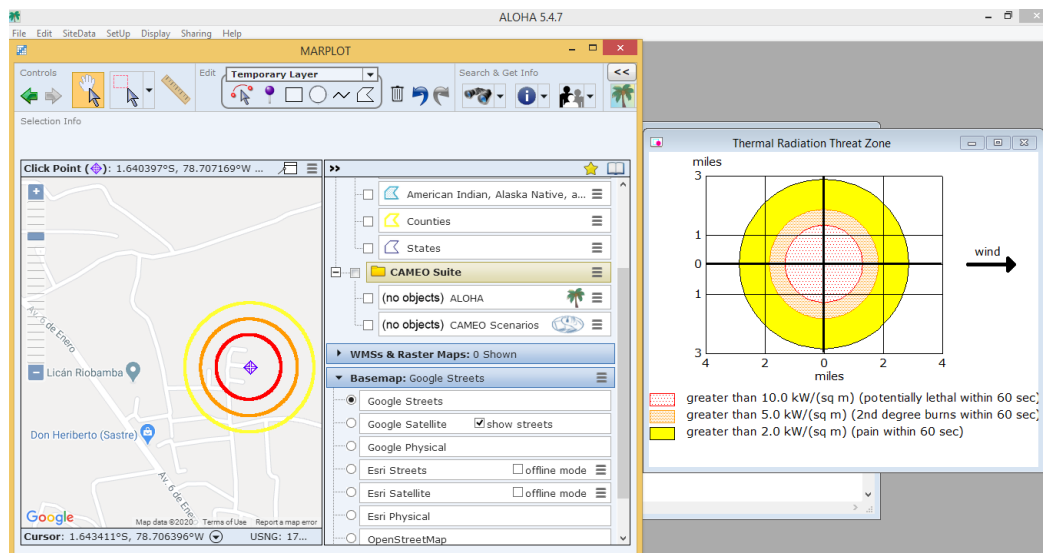 ALOHA 5.4.7
File Edit SiteData SetUp Display Sharing Help
MARPLOT
Controls
Edit
Temporary Layer
Search & Get Info
<<
Selection Info
Click Point ( ): 1.640397°S, 78.707169°W ...
>>
American Indian, Alaska Native, a...
Counties
States
CAMEO Suite
(no objects) ALOHA
(no objects) CAMEO Scenarios
WMSs & Raster Maps: 0 Shown
Basemap: Google Streets
Google Streets
Google Satellite show streets
Google Physical
Esri Streets offline mode
Esri Satellite offline mode
Esri Physical
OpenStreetMap
Av. 6 de Enero
Licán Riobamba
Don Heriberto (Sastre)
Av. 6 de Enero
Google
Map data ©2020 Terms of Use Report a map error
Cursor: 1.643411°S, 78.706396°W USNG: 17...
Thermal Radiation Threat Zone
miles
3
1
0
1
3
4 2 0 2 4
miles
wind
greater than 10.0 kW/(sq m) (potentially lethal within 60 sec)
greater than 5.0 kW/(sq m) (2nd degree burns within 60 sec)
greater than 2.0 kW/(sq m) (pain within 60 sec)